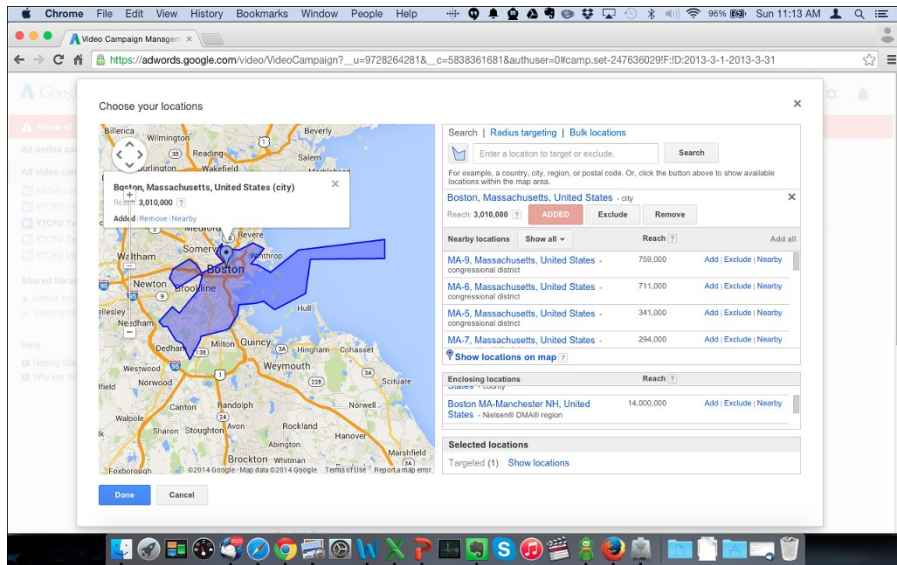 Chrome File Edit View History Bookmarks Window People Help 96% Sun 11:13 AM
Video Campaign Managem
https://adwords.google.com/video/VideoCampaign?__u=9728264281&__c=5838361681&authuser=0#camp.set-247636029!F:!D:2013-3-1-2013-3-31
Choose your locations
Billerica
Wilmington
Beverly
Reading
Salem
Burlington
Wakefield
Boston, Massachusetts, United States (city)
Reach: 3,010,000 ?
Added | Remove | Nearby
Medford
Revere
Waltham
Winthrop
Boston
Newton
Brookline
Hull
Needham
Dedham
Milton
Quincy
Hingham
Cohasset
Westwood
Weymouth
Norwood
Scituate
Canton
Randolph
Norwell
Walpole
Sharon
Stoughton
Avon
Rockland
Hanover
Abington
Marshfield
Brockton
Whitman
Foxborough
©2014 Google - Map data ©2014 Google Terms of Use Report a map error
Search | Radius targeting | Bulk locations
Enter a location to target or exclude. Search
For example, a country, city, region, or postal code. Or, click the button above to show available
locations within the map area.
Boston, Massachusetts, United States - city
Reach: 3,010,000 ? ADDED Exclude Remove
Nearby locations Show all Reach ? Add all
MA-9, Massachusetts, United States - 759,000 Add | Exclude | Nearby
congressional district
MA-6, Massachusetts, United States - 711,000 Add | Exclude | Nearby
congressional district
MA-5, Massachusetts, United States - 341,000 Add | Exclude | Nearby
congressional district
MA-7, Massachusetts, United States - 294,000 Add | Exclude | Nearby
Show locations on map ?
Enclosing locations Reach ?
States - county
Boston MA-Manchester NH, United 14,000,000 Add | Exclude | Nearby
States - Nielsen® DMA® region
Selected locations
Targeted (1) Show locations
Done Cancel